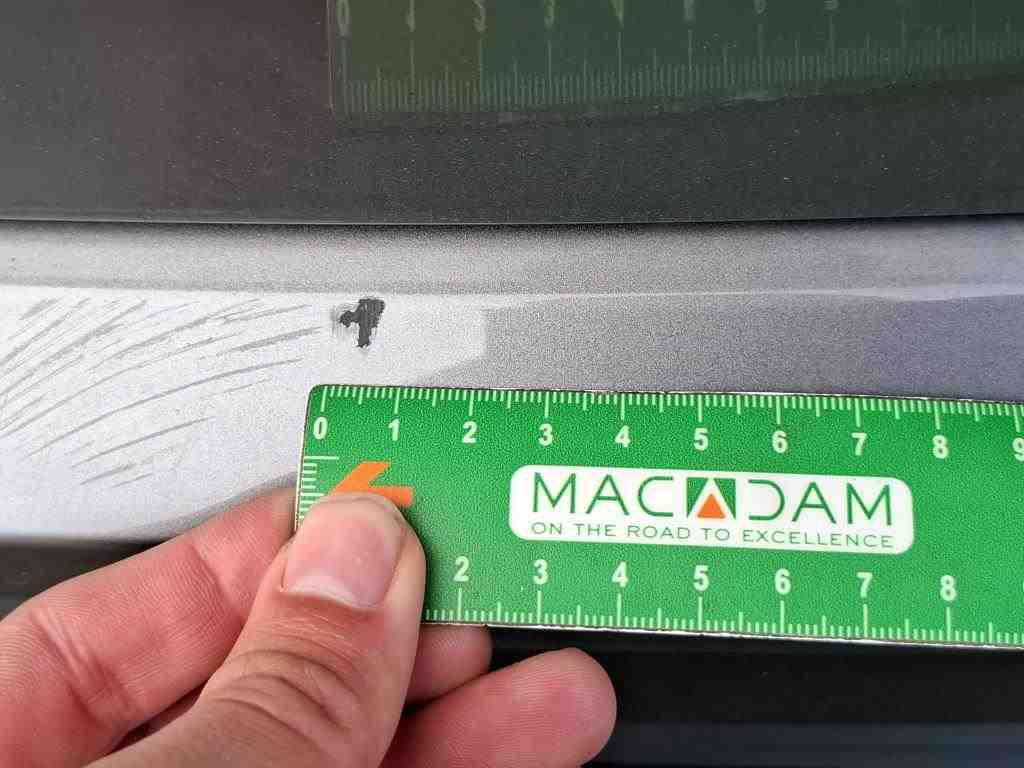 0 1 2 3 4 5 6 7 8 9
MACADAM
ON THE ROAD TO EXCELLENCE
2 3 4 5 6 7 8